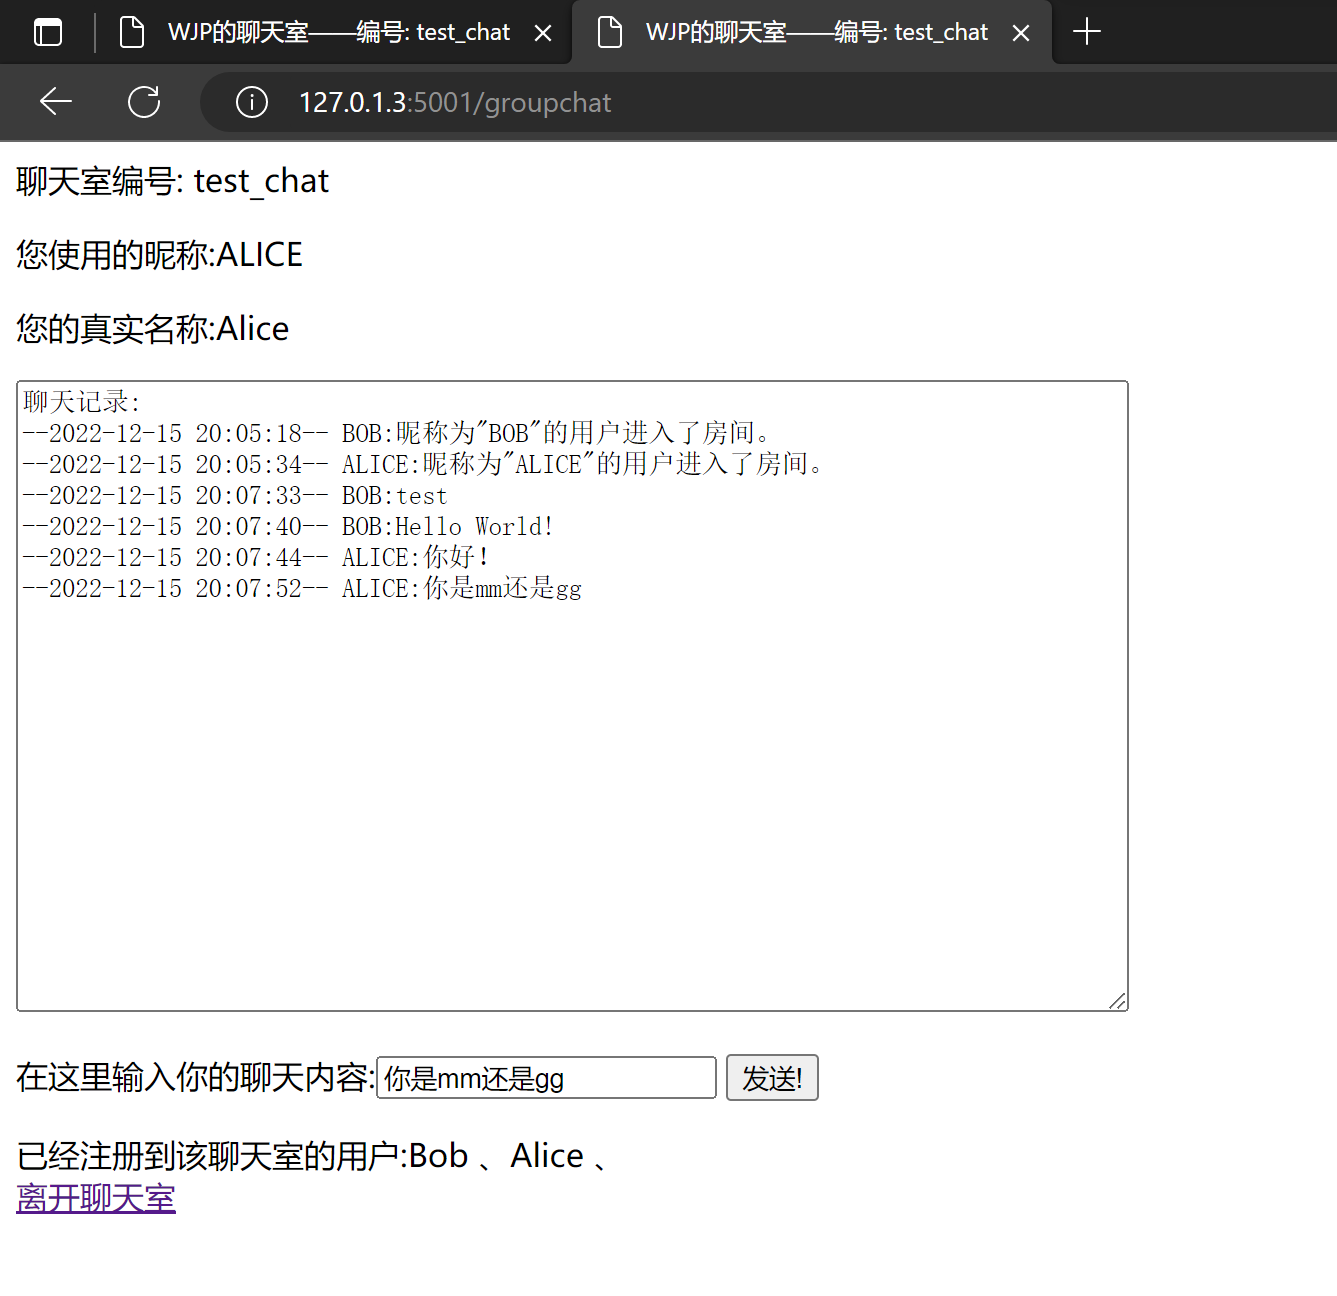 WJP的聊天室——编号: test_chat
WJP的聊天室——编号: test_chat
127.0.1.3:5001/groupchat
聊天室编号: test_chat
您使用的昵称:ALICE
您的真实名称:Alice
聊天记录:
--2022-12-15 20:05:18-- BOB:昵称为"BOB"的用户进入了房间。
--2022-12-15 20:05:34-- ALICE:昵称为"ALICE"的用户进入了房间。
--2022-12-15 20:07:33-- BOB:test
--2022-12-15 20:07:40-- BOB:Hello World!
--2022-12-15 20:07:44-- ALICE:你好!
--2022-12-15 20:07:52-- ALICE:你是mm还是gg
在这里输入你的聊天内容:你是mm还是gg 发送!
已经注册到该聊天室的用户:Bob 、Alice 、
离开聊天室